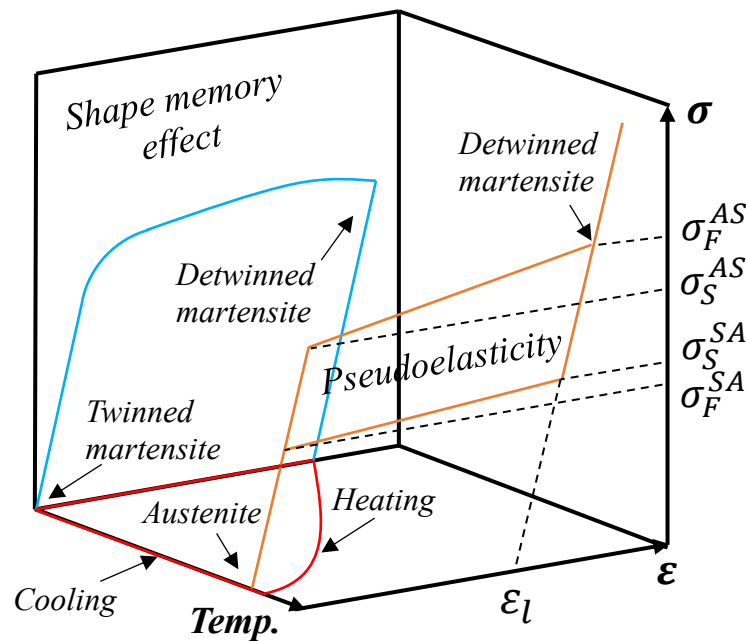 Shape memory
effect
σ
Detwinned
martensite
σ_F^{AS}
σ_S^{AS}
Detwinned
martensite
Pseudoelasticity
σ_S^{SA}
σ_F^{SA}
Twinned
martensite
Austenite
Heating
ε
Cooling
Temp.
ε_l